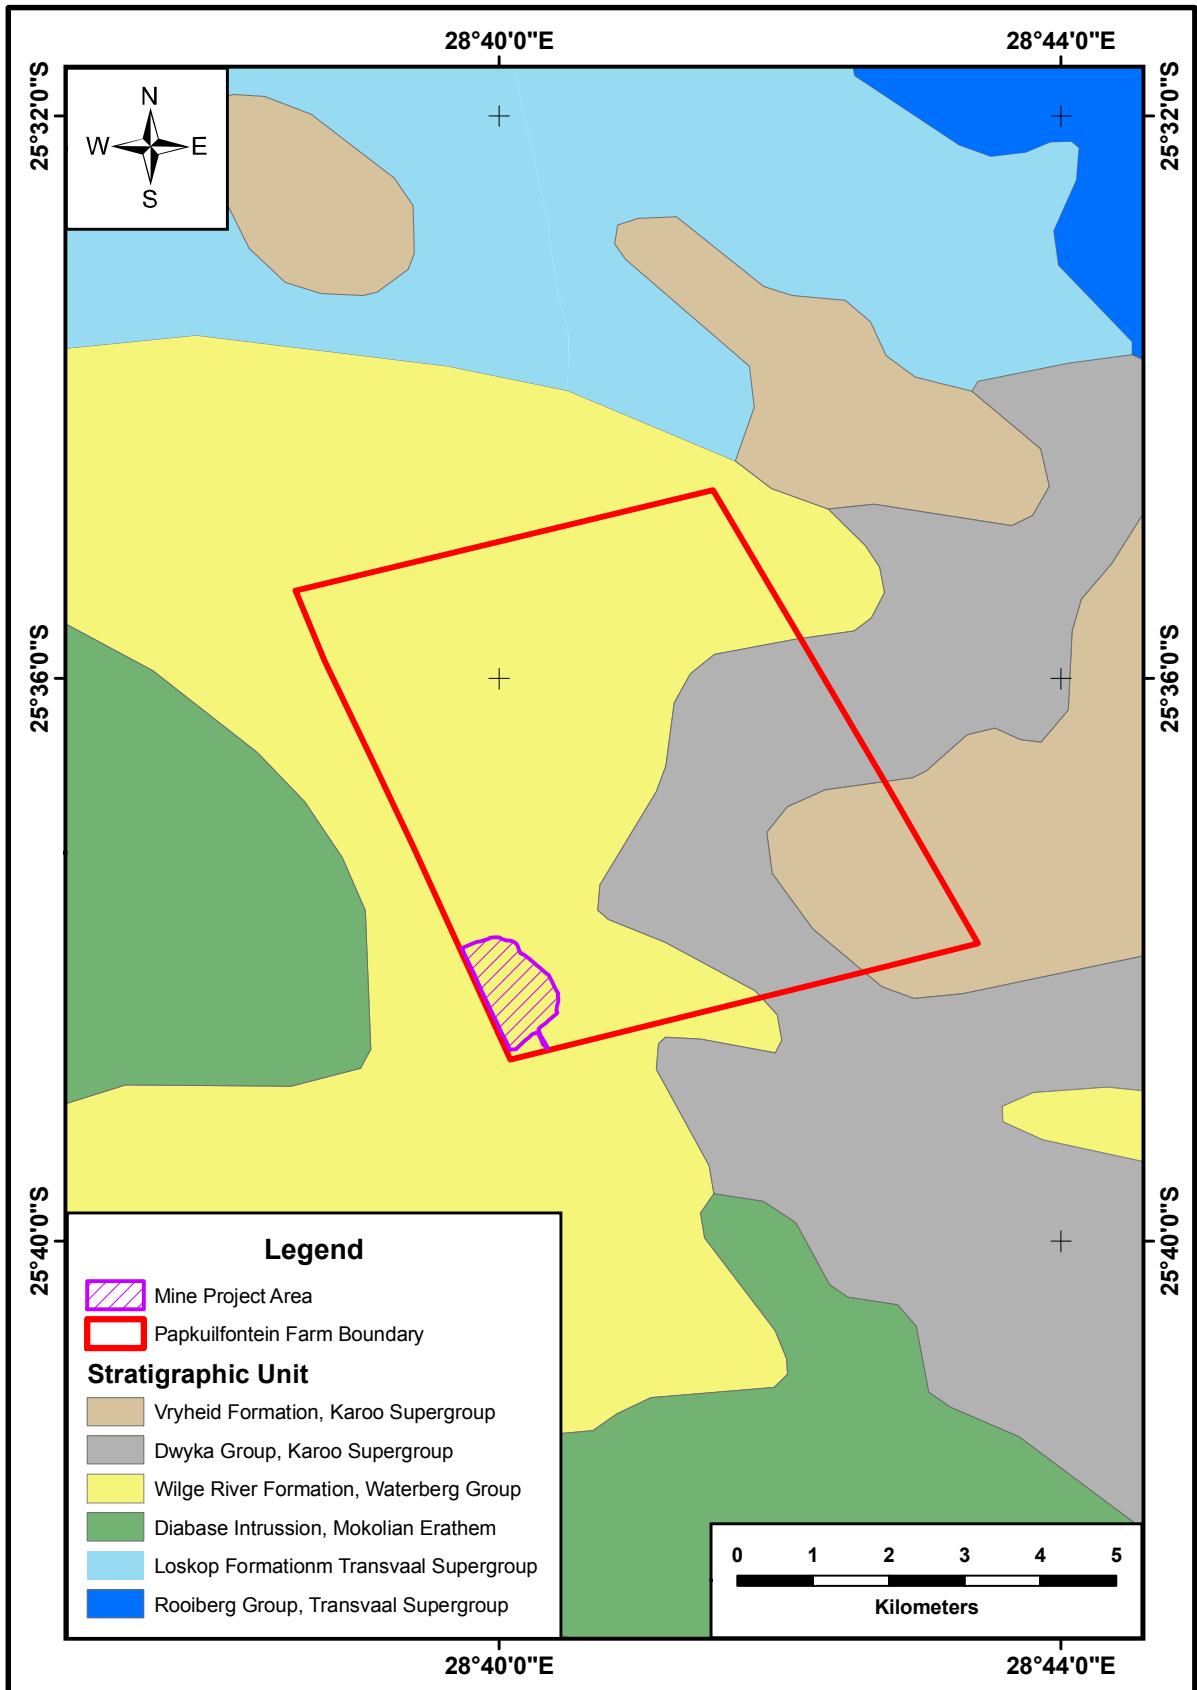 28°40'0"E 28°44'0"E
25°32'0"S 25°32'0"S
N
W E
S
25°36'0"S 25°36'0"S
25°40'0"S 25°40'0"S
Legend
Mine Project Area
Papkuilfontein Farm Boundary
Stratigraphic Unit
Vryheid Formation, Karoo Supergroup
Dwyka Group, Karoo Supergroup
Wilge River Formation, Waterberg Group
Diabase Intrussion, Mokolian Erathem
Loskop Formationm Transvaal Supergroup
Rooiberg Group, Transvaal Supergroup
0 1 2 3 4 5
Kilometers
28°40'0"E 28°44'0"E